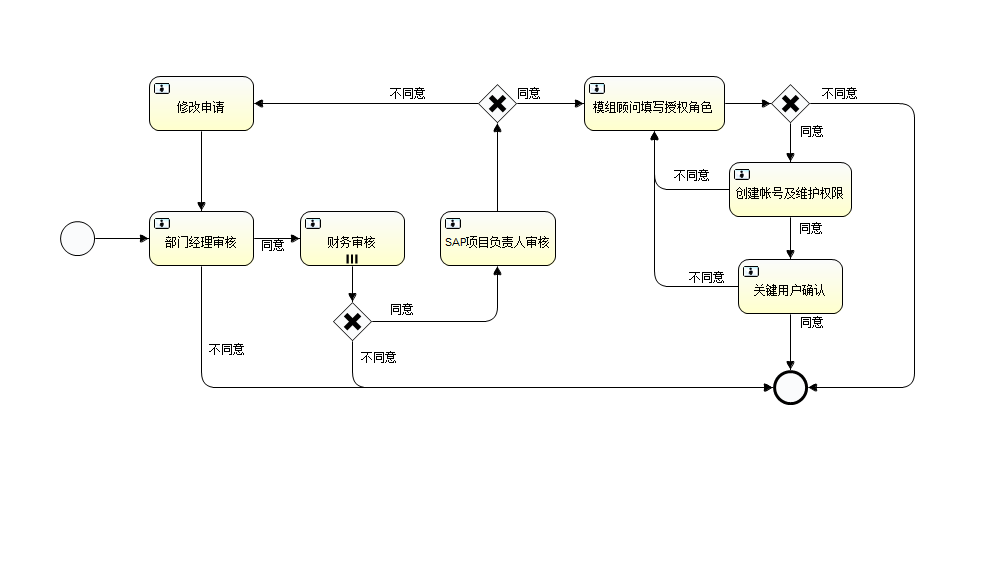 修改申请
不同意
同意
模组顾问填写授权角色
不同意
同意
不同意
创建帐号及维护权限
同意
部门经理审核
同意
财务审核
SAP项目负责人审核
不同意
关键用户确认
同意
同意
不同意
不同意